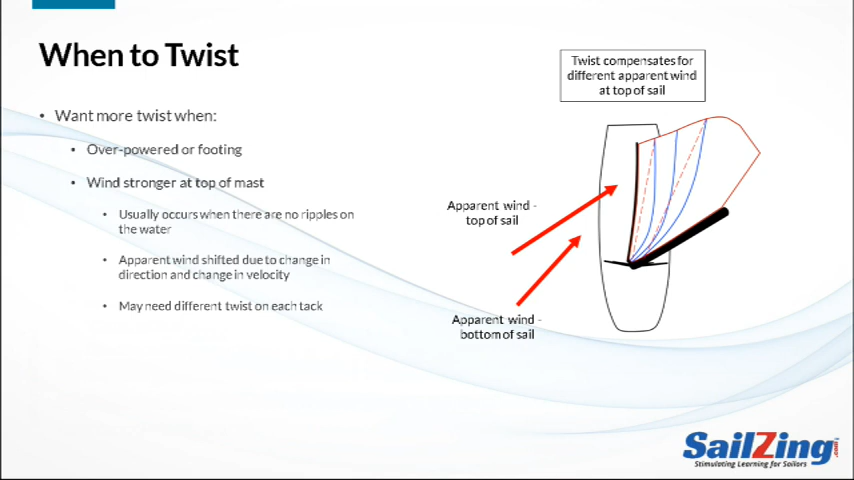 When to Twist
• Want more twist when:
• Over-powered or footing
• Wind stronger at top of mast
• Usually occurs when there are no ripples on
the water
• Apparent wind shifted due to change in
direction and change in velocity
• May need different twist on each tack
Twist compensates for
different apparent wind
at top of sail
Apparent wind -
top of sail
Apparent wind -
bottom of sail
SailZing.com
Stimulating Learning for Sailors